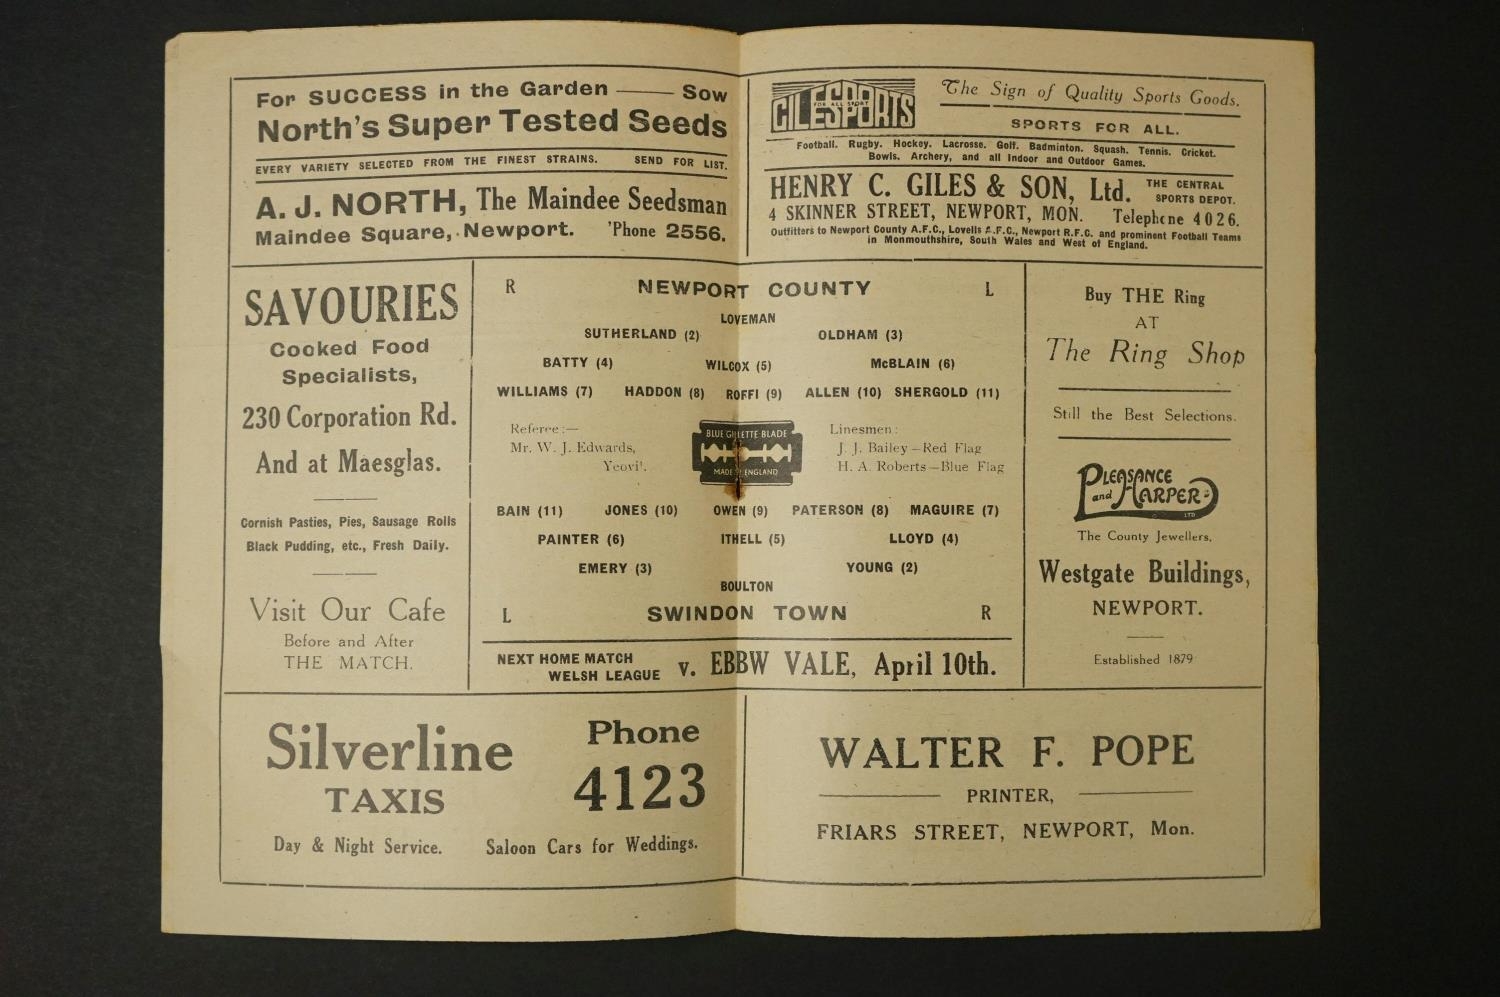 For SUCCESS in the Garden —— Sow
North's Super Tested Seeds
EVERY VARIETY SELECTED FROM THE FINEST STRAINS. SEND FOR LIST.
A. J. NORTH, The Maindee Seedsman
Maindee Square, Newport. 'Phone 2556.
GILESPORTS
FOR ALL SPORT
The Sign of Quality Sports Goods.
SPORTS FOR ALL.
Football. Rugby. Hockey. Lacrosse. Golf. Badminton. Squash. Tennis. Cricket.
Bowls. Archery, and all Indoor and Outdoor Games.
HENRY C. GILES & SON, Ltd. THE CENTRAL
SPORTS DEPOT.
4 SKINNER STREET, NEWPORT, MON. Telephone 4026.
Outfitters to Newport County A.F.C., Lovells A.F.C., Newport R.F.C. and prominent Football Teams
in Monmouthshire, South Wales and West of England.
SAVOURIES
Cooked Food
Specialists,
230 Corporation Rd.
And at Maesglas.
Cornish Pasties, Pies, Sausage Rolls
Black Pudding, etc., Fresh Daily.
Visit Our Cafe
Before and After
THE MATCH.
R NEWPORT COUNTY L
LOVEMAN
SUTHERLAND (2) OLDHAM (3)
BATTY (4) WILCOX (5) McBLAIN (6)
WILLIAMS (7) HADDON (8) ROFFI (9) ALLEN (10) SHERGOLD (11)
Referee:—
Mr. W. J. Edwards,
Yeovil.
BLUE GILLETTE BLADE
MADE IN ENGLAND
Linesmen:
J. J. Bailey—Red Flag
H. A. Roberts—Blue Flag
BAIN (11) JONES (10) OWEN (9) PATERSON (8) MAGUIRE (7)
PAINTER (6) ITHELL (5) LLOYD (4)
EMERY (3) YOUNG (2)
BOULTON
L SWINDON TOWN R
NEXT HOME MATCH
WELSH LEAGUE v. EBBW VALE, April 10th.
Buy THE Ring
AT
The Ring Shop
Still the Best Selections.
PLEASANCE
and HARPER
LTD
The County Jewellers,
Westgate Buildings,
NEWPORT.
Established 1879
Silverline
TAXIS
Phone
4123
Day & Night Service. Saloon Cars for Weddings.
WALTER F. POPE
PRINTER,
FRIARS STREET, NEWPORT, Mon.